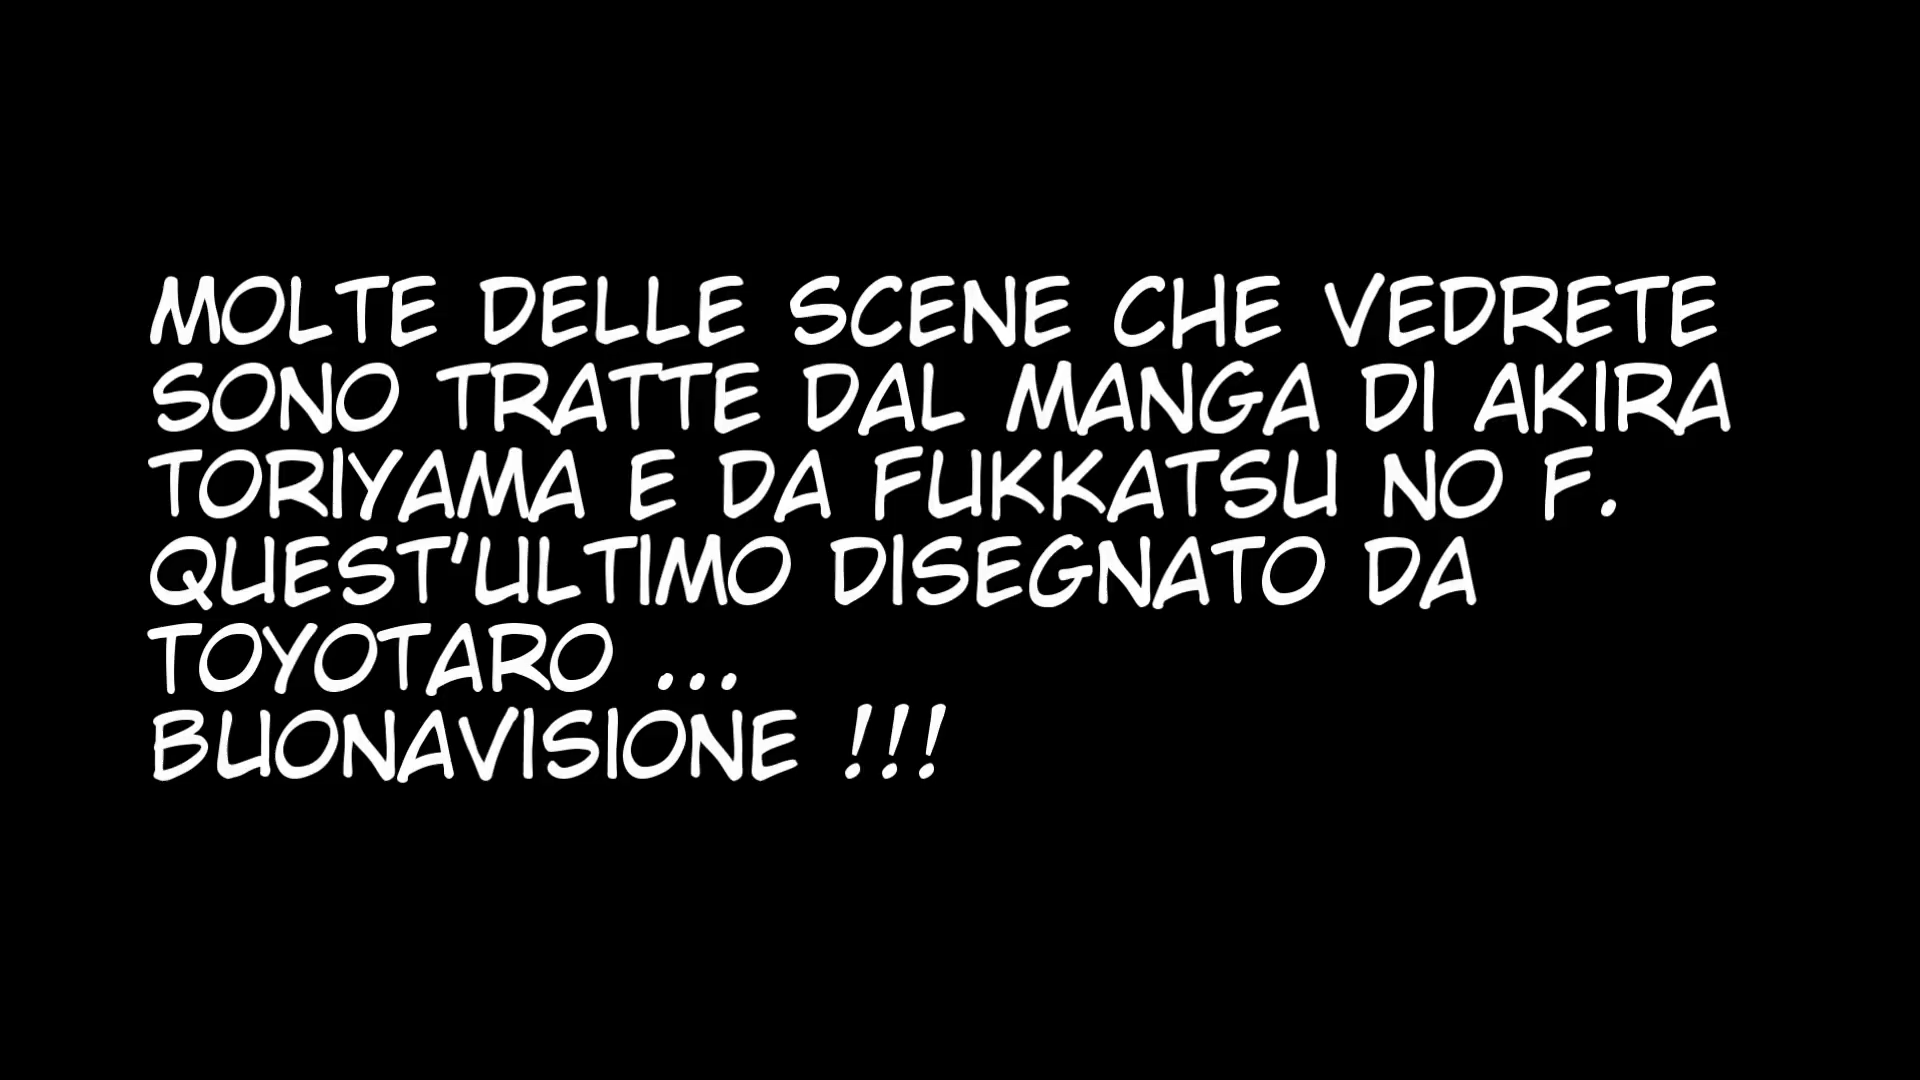 MOLTE DELLE SCENE CHE VEDRETE
SONO TRATTE DAL MANGA DI AKIRA
TORIYAMA E DA FUKKATSU NO F.
QUEST'ULTIMO DISEGNATO DA
TOYOTARO ...
BUONAVISIONE !!!